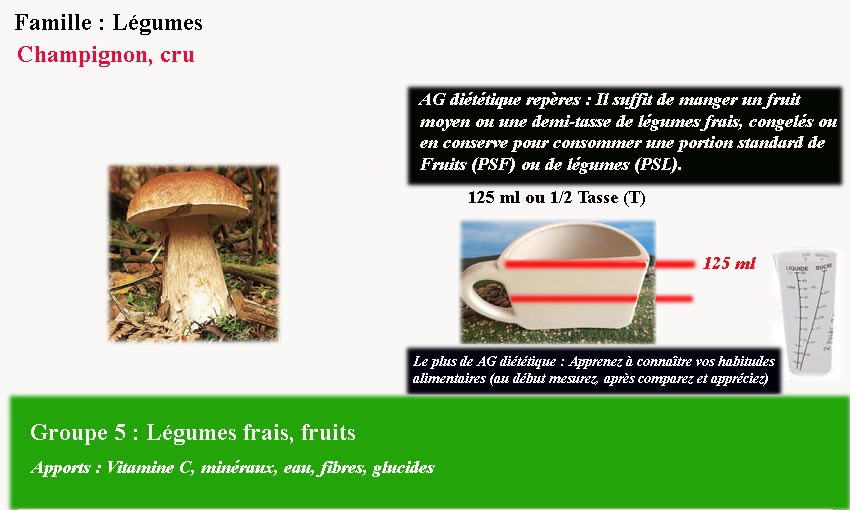 Famille : Légumes
Champignon, cru
AG diététique repères : Il suffit de manger un fruit
moyen ou une demi-tasse de légumes frais, congelés ou
en conserve pour consommer une portion standard de
Fruits (PSF) ou de légumes (PSL).
125 ml ou 1/2 Tasse (T)
125 ml
LIQUIDE SUCRE
Le plus de AG diététique : Apprenez à connaître vos habitudes
alimentaires (au début mesurez, après comparez et appréciez)
Groupe 5 : Légumes frais, fruits
Apports : Vitamine C, minéraux, eau, fibres, glucides